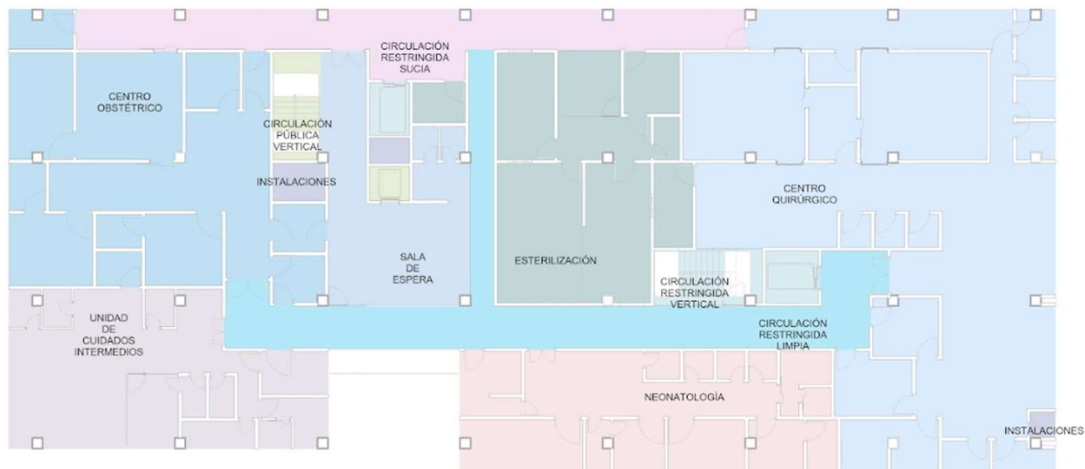 CIRCULACIÓN
RESTRINGIDA
SUCIA
CENTRO
OBSTÉTRICO
CIRCULACIÓN
PÚBLICA
VERTICAL
INSTALACIONES
CENTRO
QUIRÚRGICO
SALA
DE
ESPERA
ESTERILIZACIÓN
CIRCULACIÓN
RESTRINGIDA
VERTICAL
UNIDAD
DE
CUIDADOS
INTERMEDIOS
CIRCULACIÓN
RESTRINGIDA
LIMPIA
NEONATOLOGÍA
INSTALACIONES